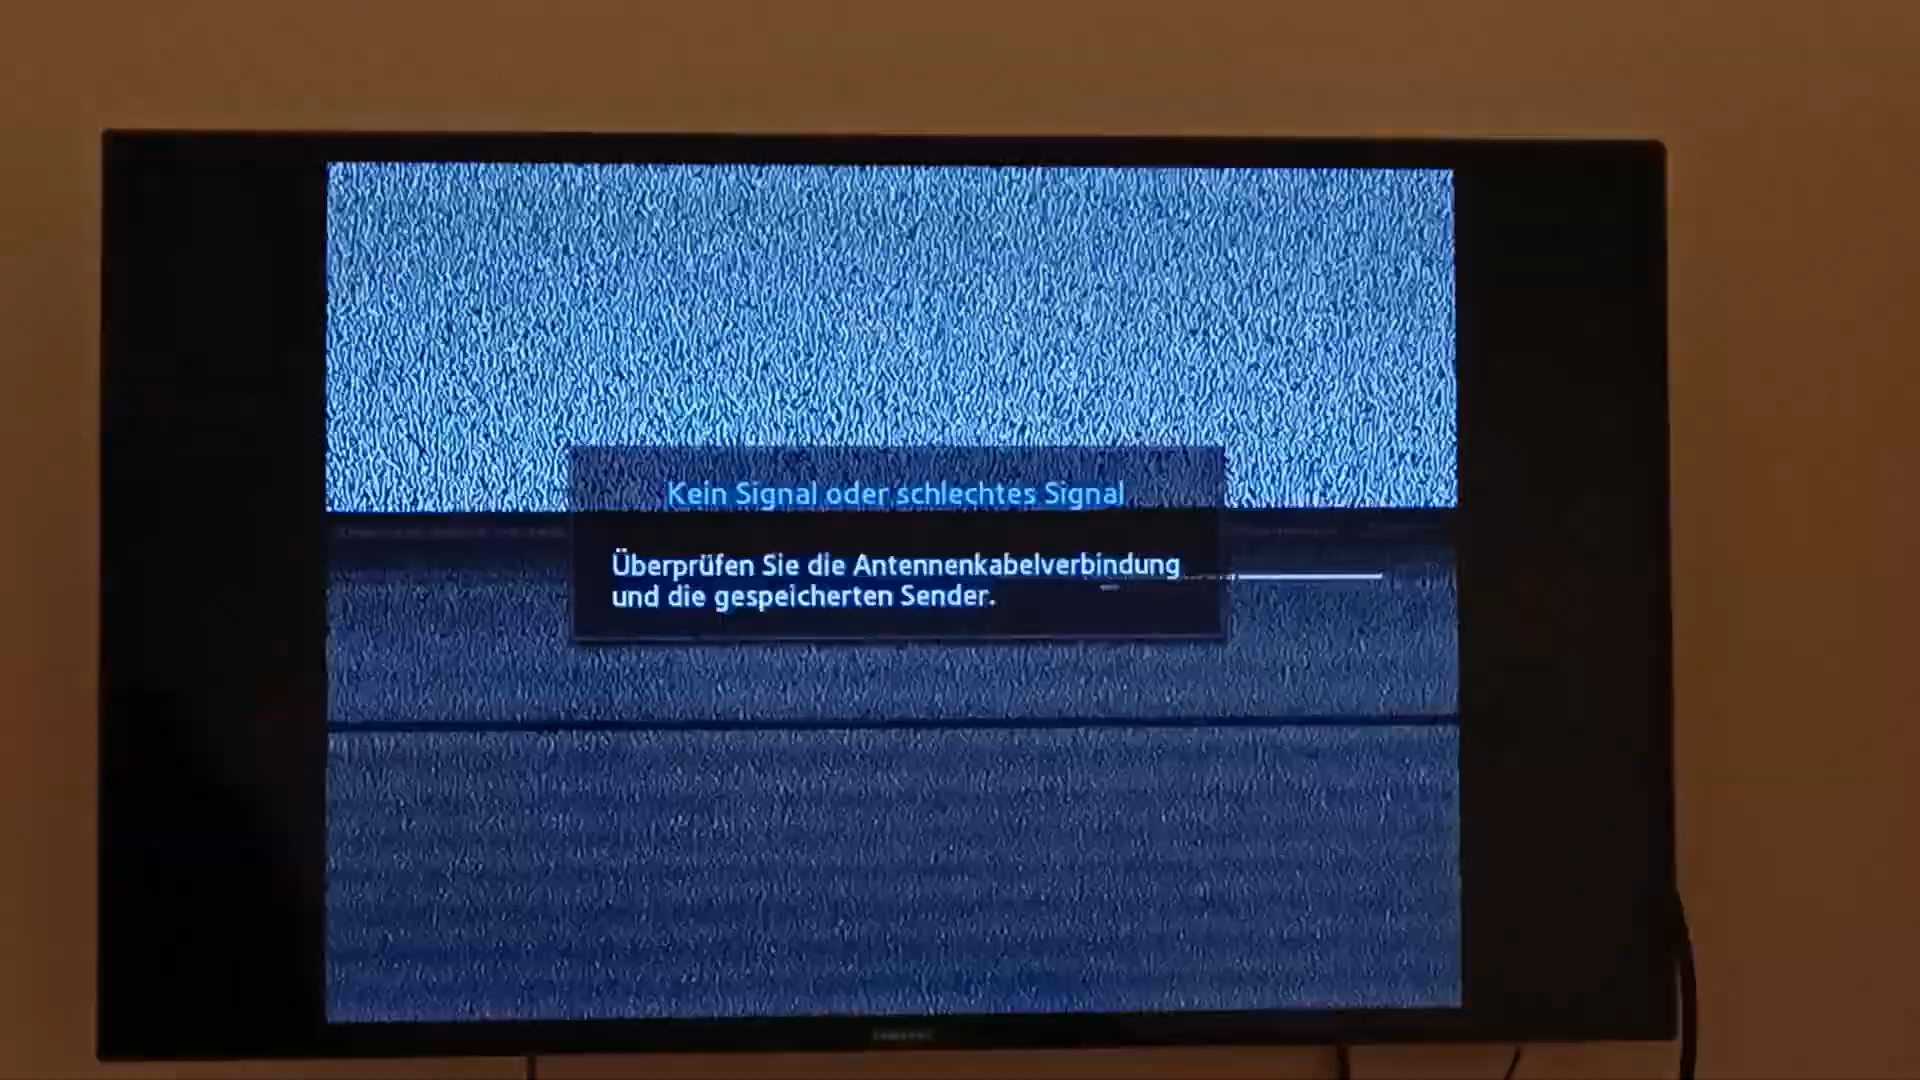 Kein Signal oder schlechtes Signal
Überprüfen Sie die Antennenkabelverbindung
und die gespeicherten Sender.